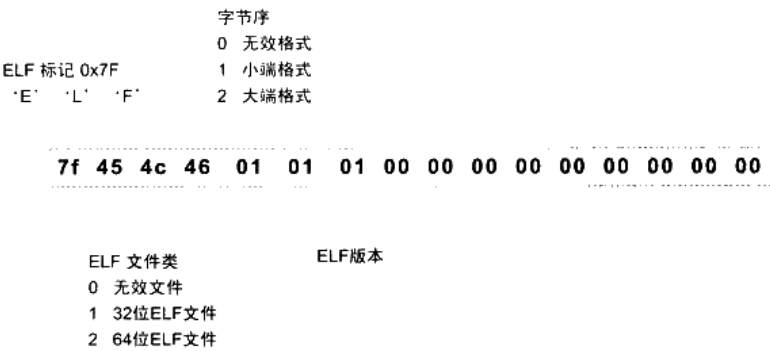 字节序
0 无效格式
ELF 标记 0x7F
1 小端格式
'E' 'L' 'F'
2 大端格式
7f 45 4c 46 01 01 01 00 00 00 00 00 00 00 00 00
ELF 文件类
ELF版本
0 无效文件
1 32位ELF文件
2 64位ELF文件